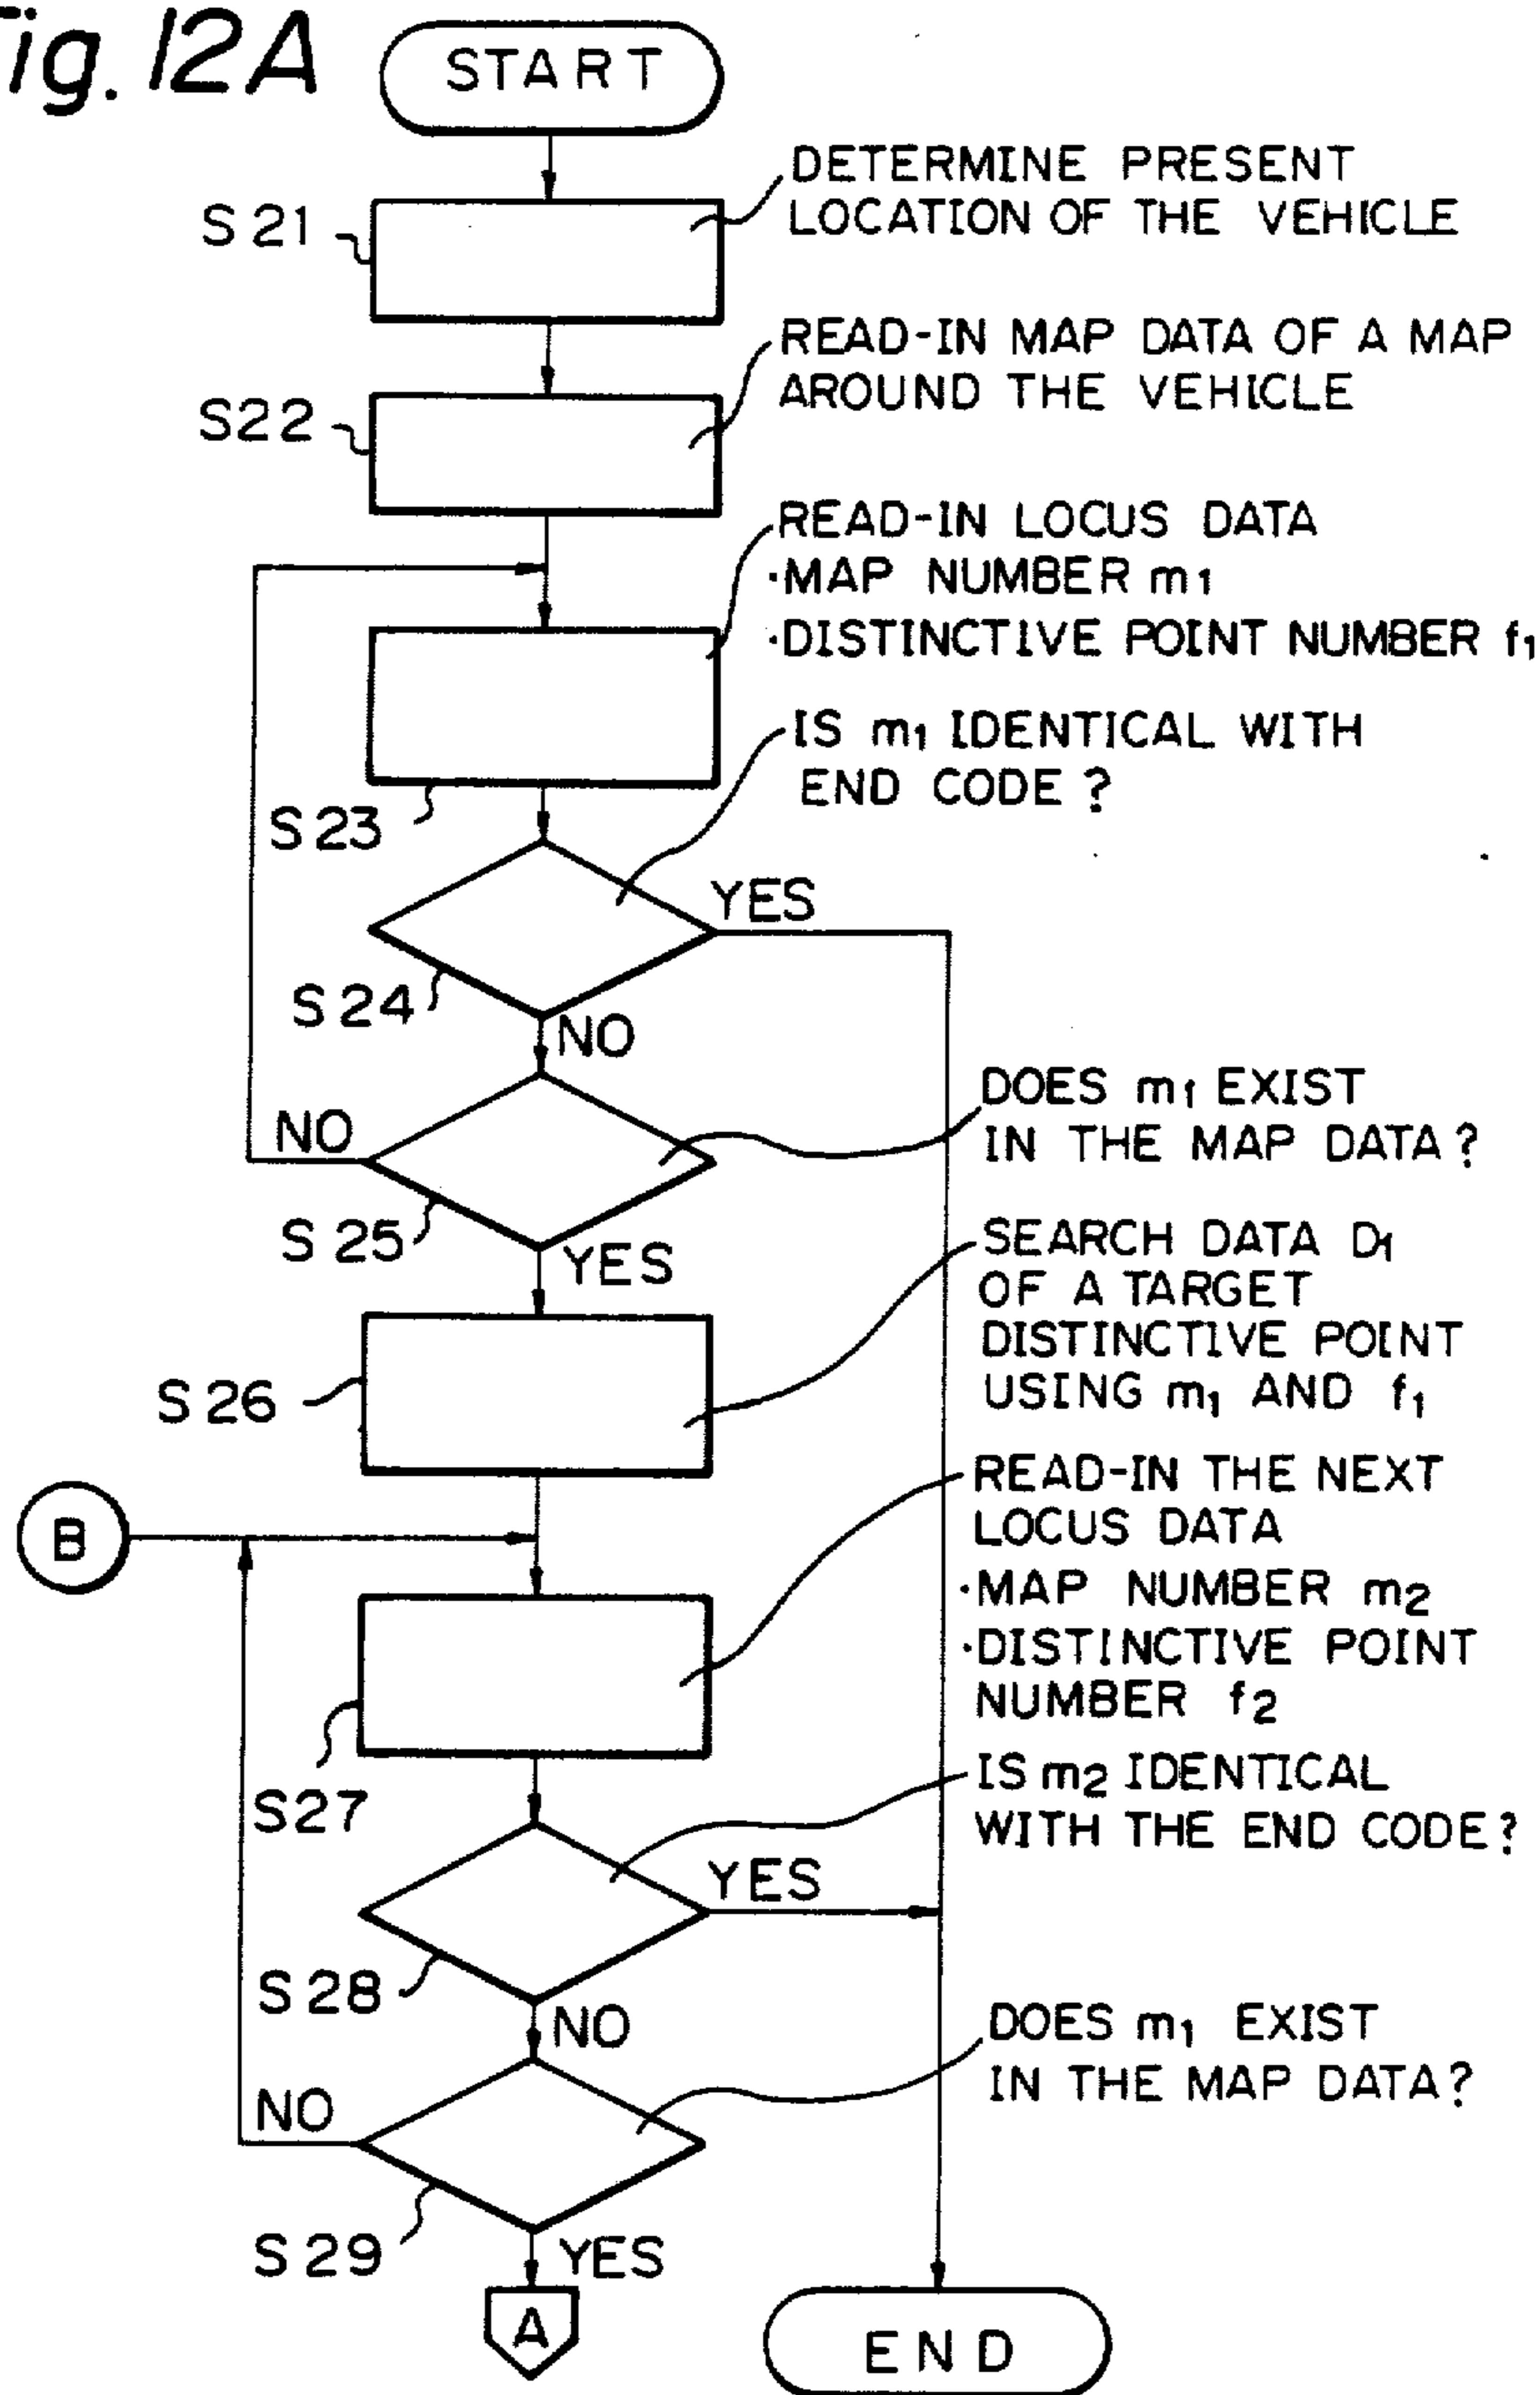 Fig. 12A
START
S21
DETERMINE PRESENT
LOCATION OF THE VEHICLE
S22
READ-IN MAP DATA OF A MAP
AROUND THE VEHICLE
READ-IN LOCUS DATA
·MAP NUMBER m1
·DISTINCTIVE POINT NUMBER f1
S23
IS m1 IDENTICAL WITH
END CODE ?
YES
S24
NO
DOES m1 EXIST
IN THE MAP DATA?
NO
S25
YES
SEARCH DATA D1
OF A TARGET
DISTINCTIVE POINT
USING m1 AND f1
S26
B
READ-IN THE NEXT
LOCUS DATA
·MAP NUMBER m2
·DISTINCTIVE POINT
NUMBER f2
S27
IS m2 IDENTICAL
WITH THE END CODE?
YES
S28
NO
DOES m1 EXIST
IN THE MAP DATA?
NO
S29
YES
A
END